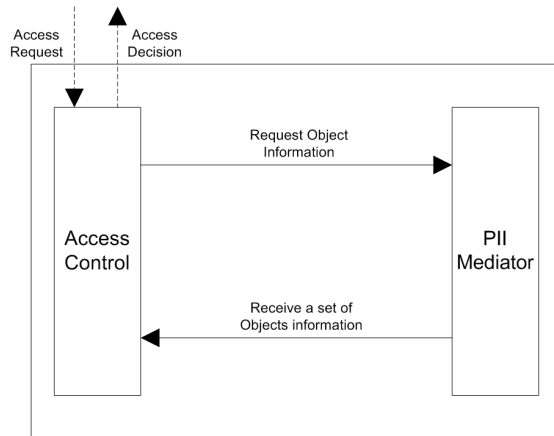 Access
Request
Access
Decision
Request Object
Information
Access
Control
PII
Mediator
Receive a set of
Objects information